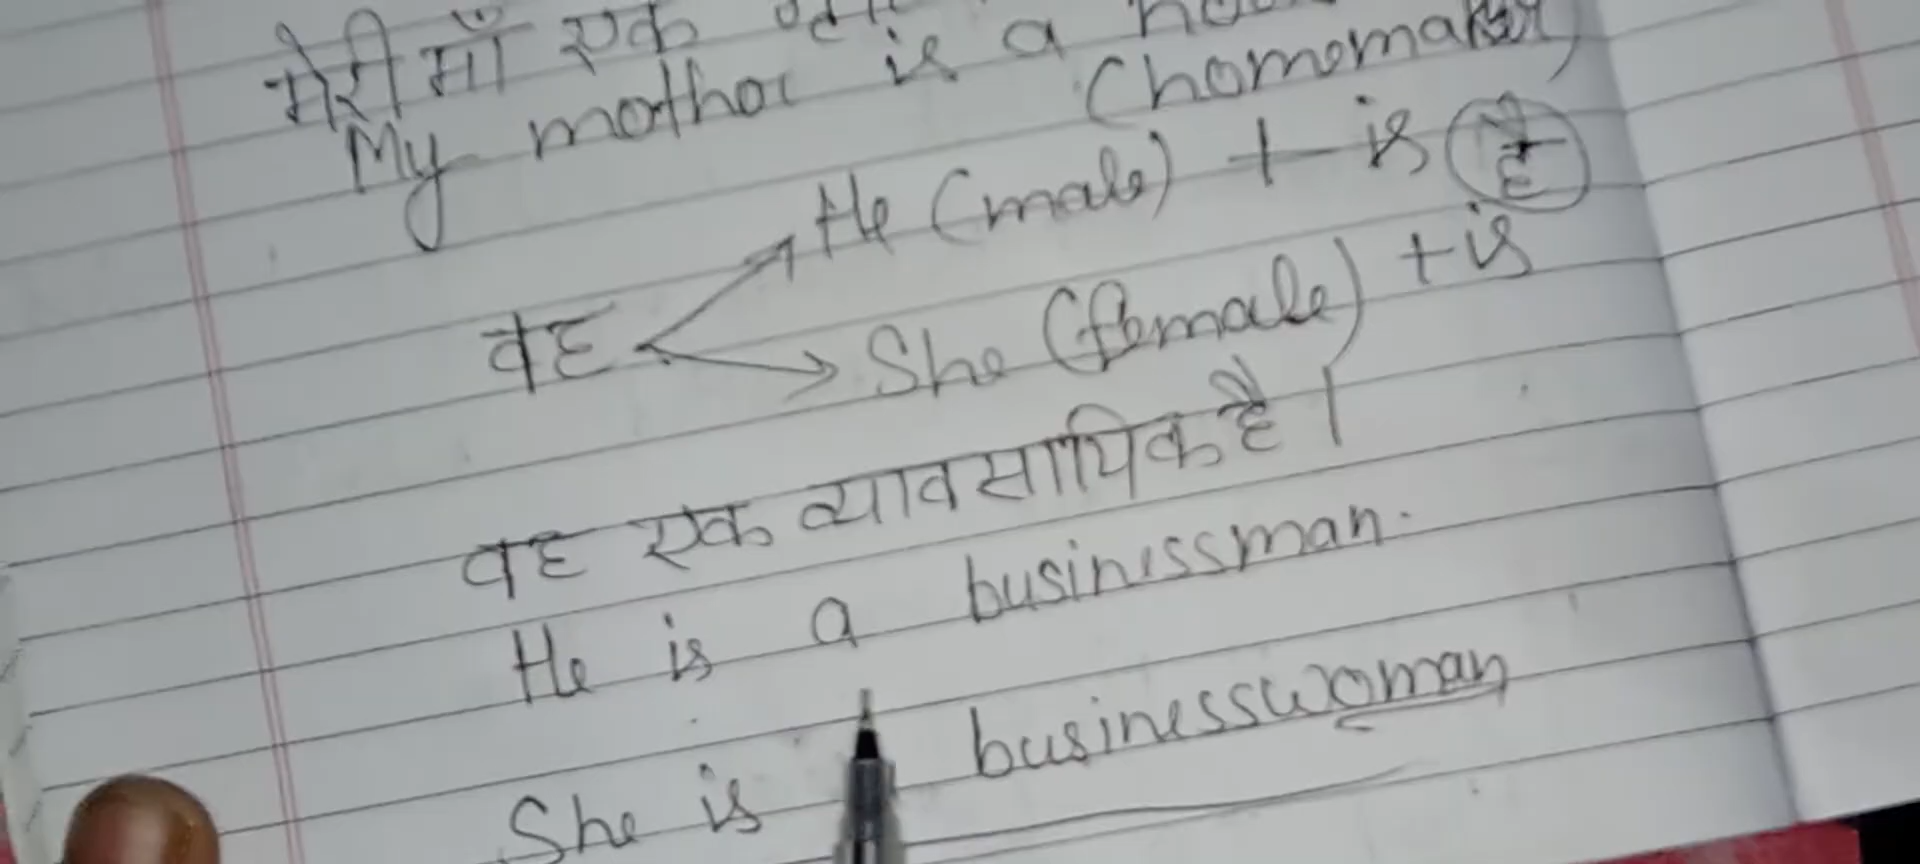 मेरी माँ एक
My mother is a
(homemaker)
He (male) + is है
वह
She (female) + is
वह एक व्यावसायिक है।
He is a businessman.
She is businesswoman